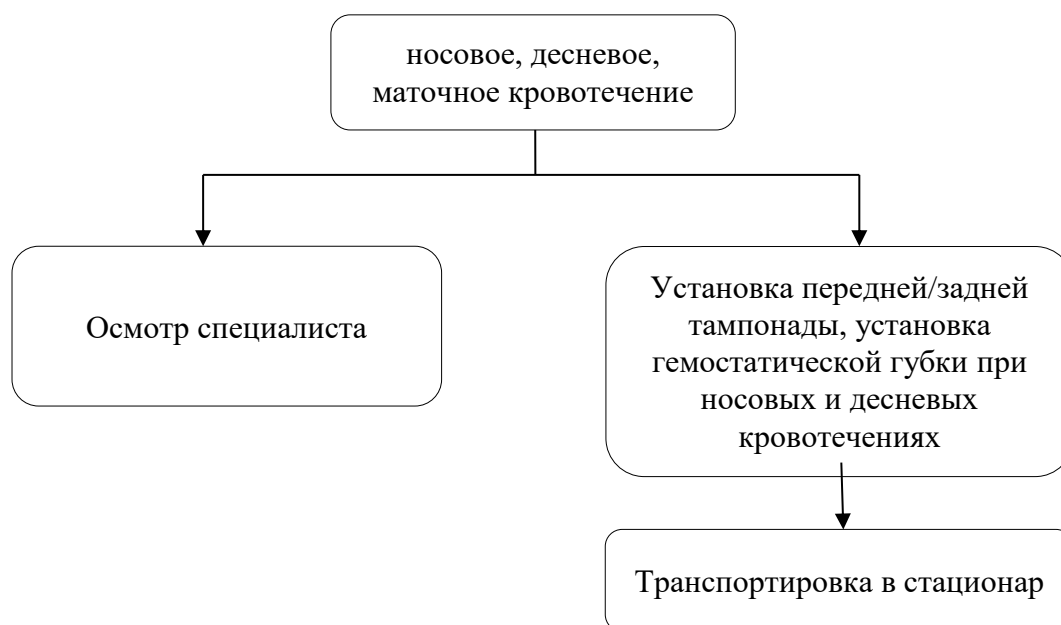 носовое, десневое,
маточное кровотечение
Осмотр специалиста
Установка передней/задней
тампонады, установка
гемостатической губки при
носовых и десневых
кровотечениях
Транспортировка в стационар